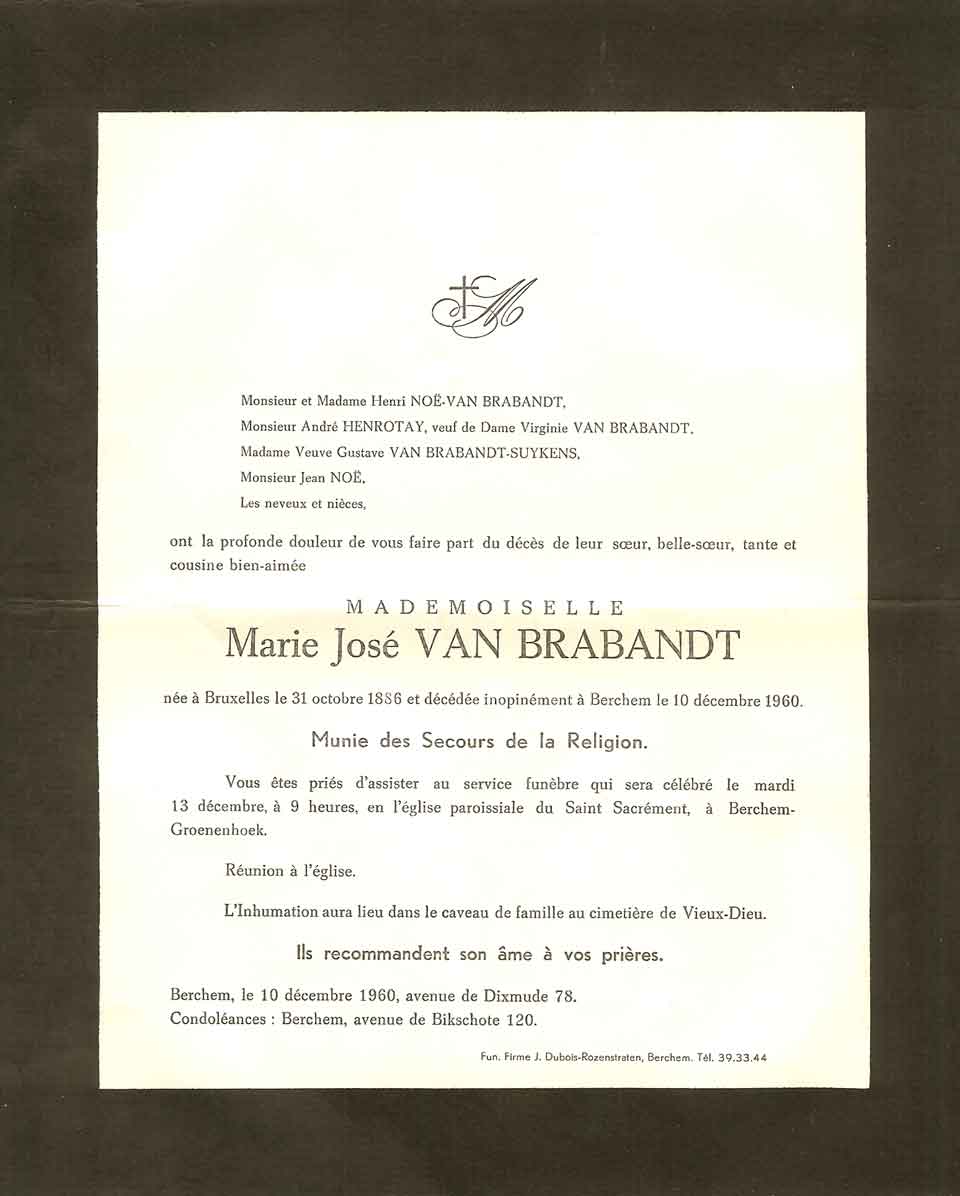 M
Monsieur et Madame Henri NOË-VAN BRABANDT,
Monsieur André HENROTAY, veuf de Dame Virginie VAN BRABANDT,
Madame Veuve Gustave VAN BRABANDT-SUYKENS,
Monsieur Jean NOË,
Les neveux et nièces,
ont la profonde douleur de vous faire part du décès de leur sœur, belle-sœur, tante et
cousine bien-aimée
MADEMOISELLE
Marie José VAN BRABANDT
née à Bruxelles le 31 octobre 1886 et décédée inopinément à Berchem le 10 décembre 1960.
Munie des Secours de la Religion.
Vous êtes priés d'assister au service funèbre qui sera célébré le mardi
13 décembre, à 9 heures, en l'église paroissiale du Saint Sacrément, à Berchem-
Groenenhoek.
Réunion à l'église.
L'Inhumation aura lieu dans le caveau de famille au cimetière de Vieux-Dieu.
Ils recommandent son âme à vos prières.
Berchem, le 10 décembre 1960, avenue de Dixmude 78.
Condoléances : Berchem, avenue de Bikschote 120.
Fun. Firme J. Dubois-Rozenstraten, Berchem. Tél. 39.33.44